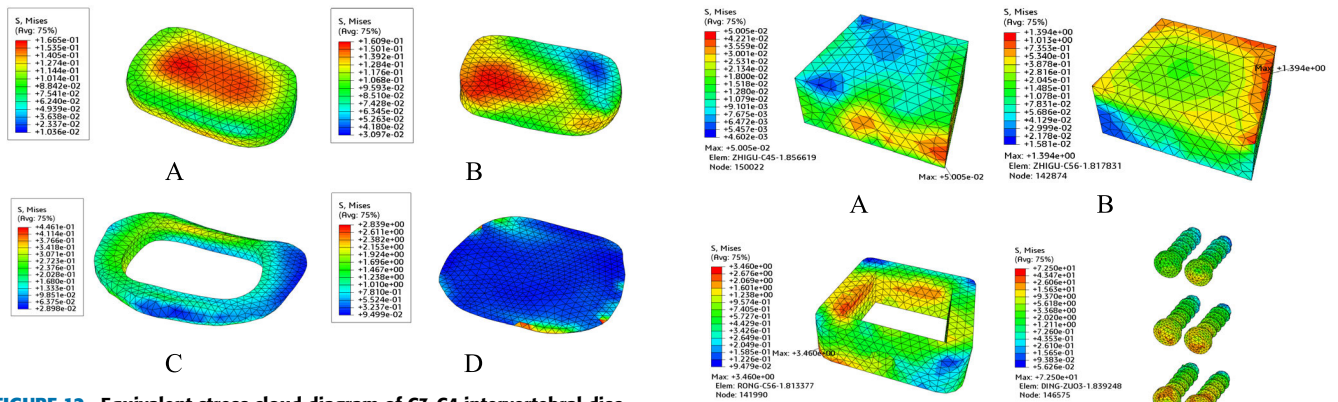 S, Mises
(Avg: 75%)
+1.665e-01
+1.535e-01
+1.405e-01
+1.274e-01
+1.144e-01
+1.014e-01
+8.842e-02
+7.541e-02
+6.240e-02
+4.939e-02
+3.638e-02
+2.337e-02
+1.036e-02
A
S, Mises
(Avg: 75%)
+1.609e-01
+1.501e-01
+1.392e-01
+1.284e-01
+1.176e-01
+1.068e-01
+9.593e-02
+8.510e-02
+7.428e-02
+6.345e-02
+5.263e-02
+4.180e-02
+3.097e-02
B
S, Mises
(Avg: 75%)
+4.461e-01
+4.114e-01
+3.766e-01
+3.418e-01
+3.071e-01
+2.723e-01
+2.376e-01
+2.028e-01
+1.680e-01
+1.333e-01
+9.851e-02
+6.375e-02
+2.898e-02
C
S, Mises
(Avg: 75%)
+2.839e+00
+2.611e+00
+2.382e+00
+2.153e+00
+1.924e+00
+1.696e+00
+1.467e+00
+1.238e+00
+1.010e+00
+7.810e-01
+5.524e-01
+3.237e-01
+9.499e-02
D
FIGURE 12. Equivalent stress cloud diagram of C3-C4 intervertebral disc
S, Mises
(Avg: 75%)
+5.005e-02
+4.221e-02
+3.559e-02
+3.001e-02
+2.531e-02
+2.134e-02
+1.800e-02
+1.518e-02
+1.280e-02
+1.079e-02
+9.101e-03
+7.675e-03
+6.472e-03
+5.457e-03
+4.602e-03
Max: +5.005e-02
Elem: ZHIGU-C45-1.856619
Node: 150022
Max: +5.005e-02
A
S, Mises
(Avg: 75%)
+1.394e+00
+1.013e+00
+7.353e-01
+5.340e-01
+3.878e-01
+2.816e-01
+2.045e-01
+1.485e-01
+1.078e-01
+7.831e-02
+5.686e-02
+4.129e-02
+2.999e-02
+2.178e-02
+1.581e-02
Max: +1.394e+00
Elem: ZHIGU-C56-1.817831
Node: 142874
Max: +1.394e+00
B
S, Mises
(Avg: 75%)
+3.460e+00
+2.676e+00
+2.069e+00
+1.601e+00
+1.238e+00
+9.574e-01
+7.405e-01
+5.727e-01
+4.429e-01
+3.426e-01
+2.649e-01
+2.049e-01
+1.585e-01
+1.226e-01
+9.479e-02
Max: +3.460e+00
Elem: RONG-C56-1.813377
Node: 141990
Max: +3.460e+00
S, Mises
(Avg: 75%)
+7.250e+01
+4.347e+01
+2.606e+01
+1.563e+01
+9.370e+00
+5.618e+00
+3.368e+00
+2.020e+00
+1.211e+00
+7.260e-01
+4.353e-01
+2.610e-01
+1.565e-01
+9.383e-02
+5.626e-02
Max: +7.250e+01
Elem: DING-ZUO3-1.839248
Node: 146575